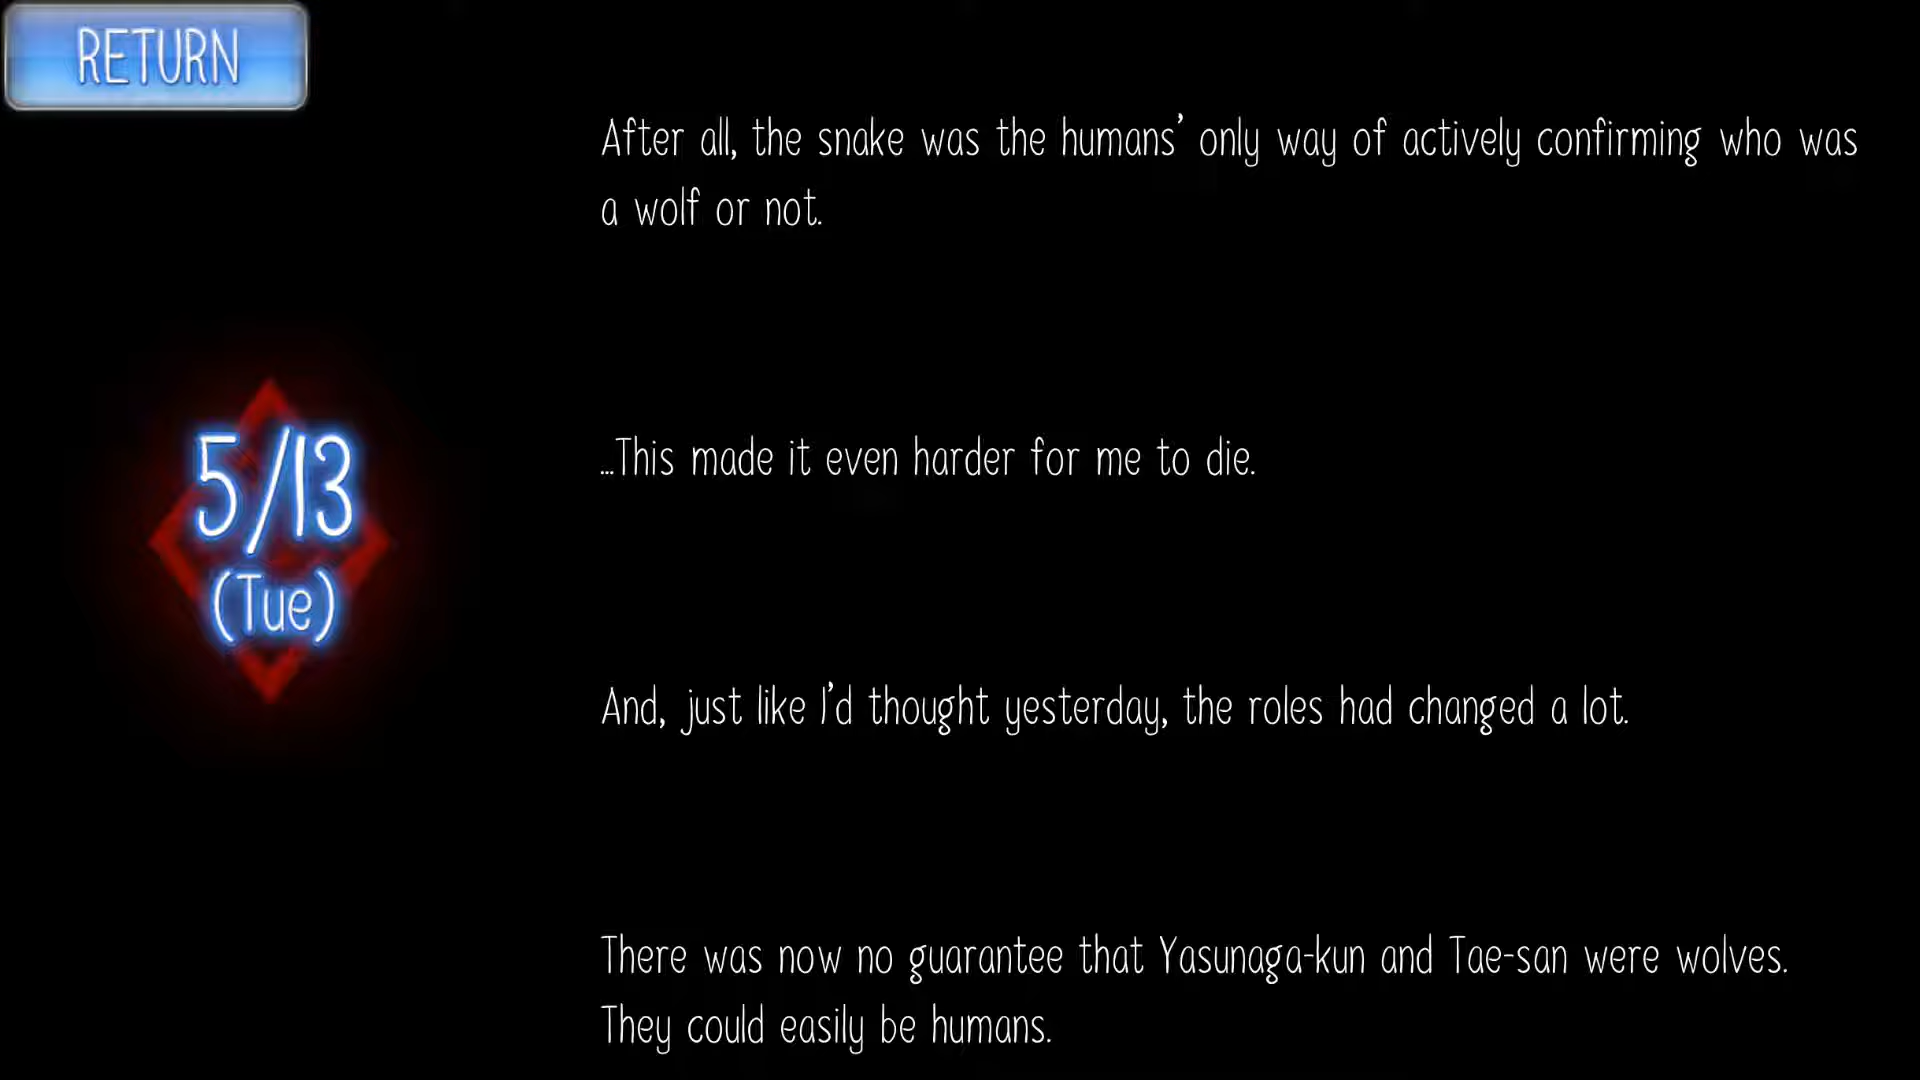 RETURN
After all, the snake was the humans' only way of actively confirming who was
a wolf or not.
...This made it even harder for me to die.
5/13
(Tue)
And, just like I'd thought yesterday, the roles had changed a lot.
There was now no guarantee that Yasunaga-kun and Tae-san were wolves.
They could easily be humans.